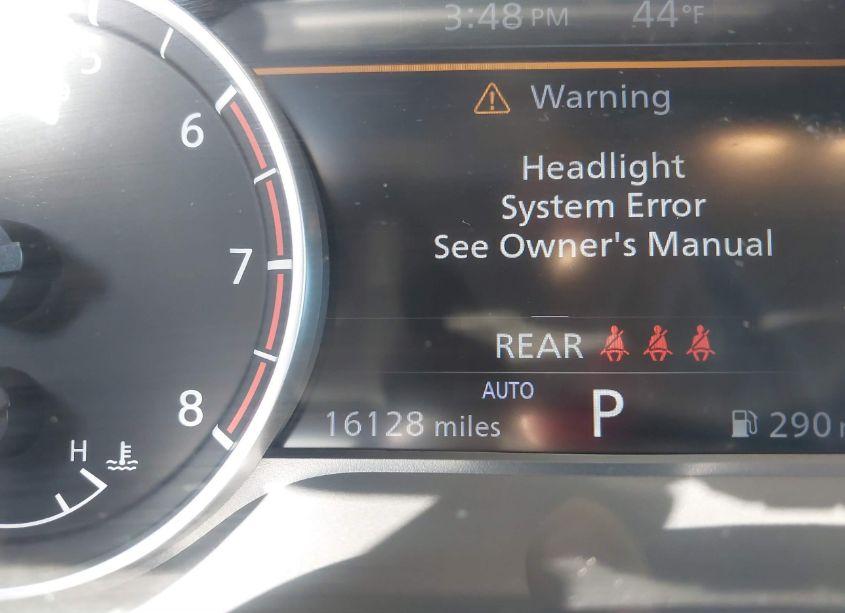 3:48 PM 44°F
5
6
7
8
H
Warning
Headlight
System Error
See Owner's Manual
REAR
AUTO
16128 miles P 290